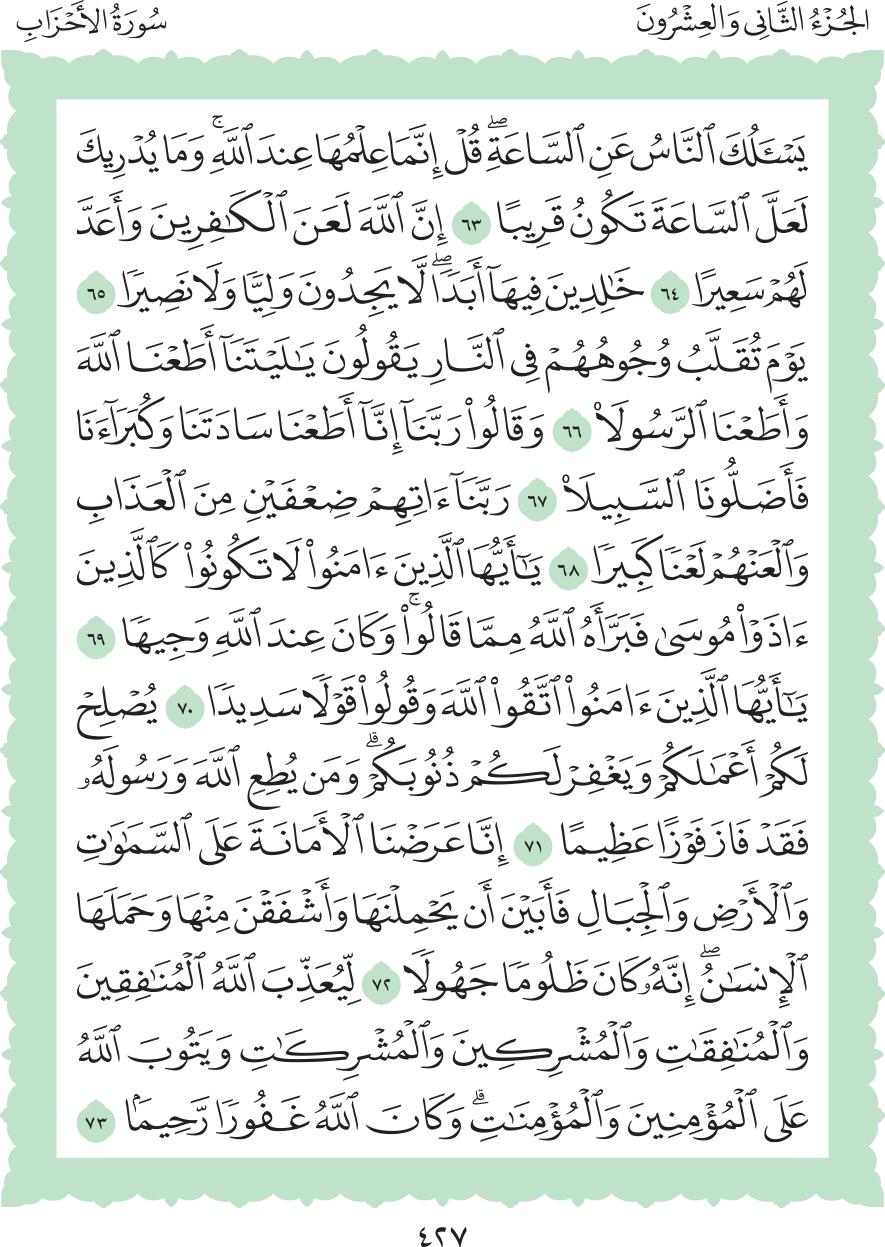 الجُزْءُ الثَّانِي وَالعِشْرُونَ
سُورَةُ الأَحْزَابِ
يَسْـَٔلُكَ ٱلنَّاسُ عَنِ ٱلسَّاعَةِۖ قُلْ إِنَّمَا عِلْمُهَا عِندَ ٱللَّهِۚ وَمَا يُدْرِيكَ
لَعَلَّ ٱلسَّاعَةَ تَكُونُ قَرِيبًا ٦٣ إِنَّ ٱللَّهَ لَعَنَ ٱلْكَٰفِرِينَ وَأَعَدَّ
لَهُمْ سَعِيرًا ٦٤ خَٰلِدِينَ فِيهَآ أَبَدًاۖ لَّا يَجِدُونَ وَلِيًّا وَلَا نَصِيرًا ٦٥
يَوْمَ تُقَلَّبُ وُجُوهُهُمْ فِي ٱلنَّارِ يَقُولُونَ يَٰلَيْتَنَآ أَطَعْنَا ٱللَّهَ
وَأَطَعْنَا ٱلرَّسُولَا۠ ٦٦ وَقَالُوا۟ رَبَّنَآ إِنَّآ أَطَعْنَا سَادَتَنَا وَكُبَرَآءَنَا
فَأَضَلُّونَا ٱلسَّبِيلَا۠ ٦٧ رَبَّنَآ ءَاتِهِمْ ضِعْفَيْنِ مِنَ ٱلْعَذَابِ
وَٱلْعَنْهُمْ لَعْنًا كَبِيرًا ٦٨ يَٰٓأَيُّهَا ٱلَّذِينَ ءَامَنُوا۟ لَا تَكُونُوا۟ كَٱلَّذِينَ
ءَاذَوْا۟ مُوسَىٰ فَبَرَّأَهُ ٱللَّهُ مِمَّا قَالُوا۟ۚ وَكَانَ عِندَ ٱللَّهِ وَجِيهًا ٦٩
يَٰٓأَيُّهَا ٱلَّذِينَ ءَامَنُوا۟ ٱتَّقُوا۟ ٱللَّهَ وَقُولُوا۟ قَوْلًا سَدِيدًا ٧٠ يُصْلِحْ
لَكُمْ أَعْمَٰلَكُمْ وَيَغْفِرْ لَكُمْ ذُنُوبَكُمْۗ وَمَن يُطِعِ ٱللَّهَ وَرَسُولَهُۥ
فَقَدْ فَازَ فَوْزًا عَظِيمًا ٧١ إِنَّا عَرَضْنَا ٱلْأَمَانَةَ عَلَى ٱلسَّمَٰوَٰتِ
وَٱلْأَرْضِ وَٱلْجِبَالِ فَأَبَيْنَ أَن يَحْمِلْنَهَا وَأَشْفَقْنَ مِنْهَا وَحَمَلَهَا
ٱلْإِنسَٰنُۖ إِنَّهُۥ كَانَ ظَلُومًا جَهُولًا ٧٢ لِّيُعَذِّبَ ٱللَّهُ ٱلْمُنَٰفِقِينَ
وَٱلْمُنَٰفِقَٰتِ وَٱلْمُشْرِكِينَ وَٱلْمُشْرِكَٰتِ وَيَتُوبَ ٱللَّهُ
عَلَى ٱلْمُؤْمِنِينَ وَٱلْمُؤْمِنَٰتِۗ وَكَانَ ٱللَّهُ غَفُورًا رَّحِيمًۢا ٧٣
٤٢٧